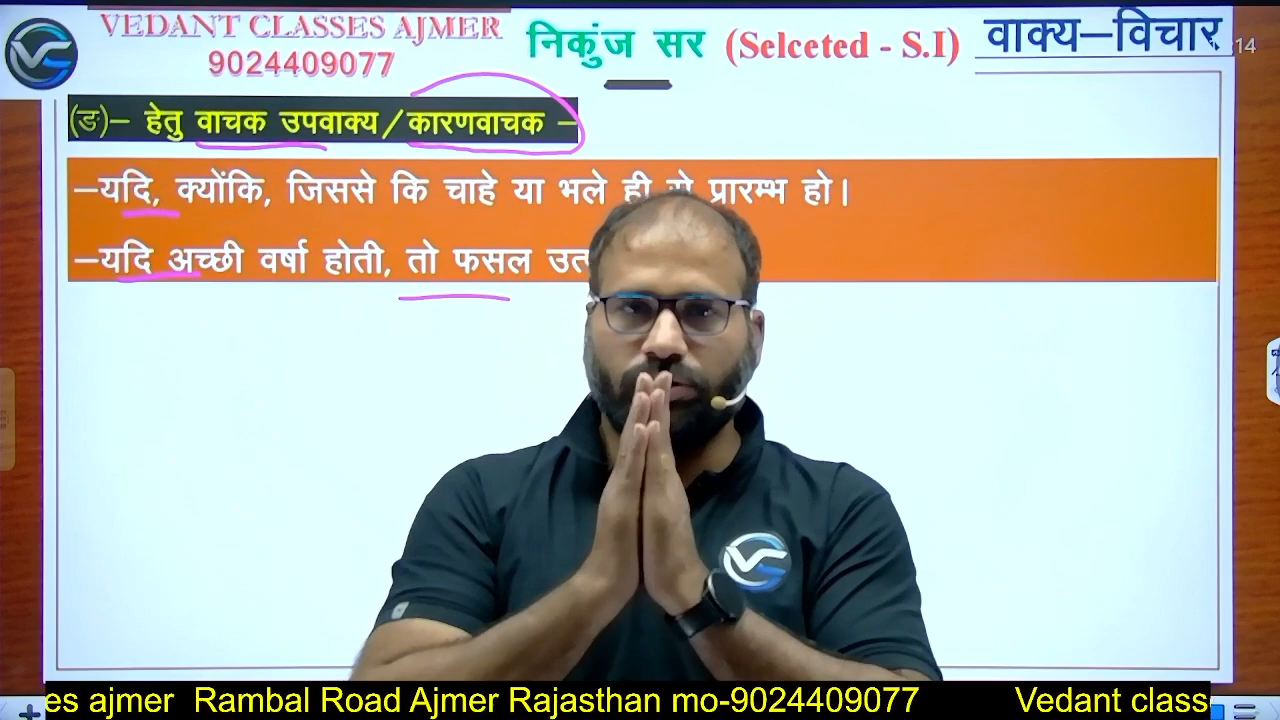 VEDANT CLASSES AJMER
9024409077
निकुंज सर (Selceted - S.I)
वाक्य–विचार
14
(ङ)– हेतु वाचक उपवाक्य/कारणवाचक –
–यदि, क्योंकि, जिससे कि चाहे या भले ही प्रारम्भ हो।
–यदि अच्छी वर्षा होती, तो फसल
es ajmer Rambal Road Ajmer Rajasthan mo-9024409077 Vedant class